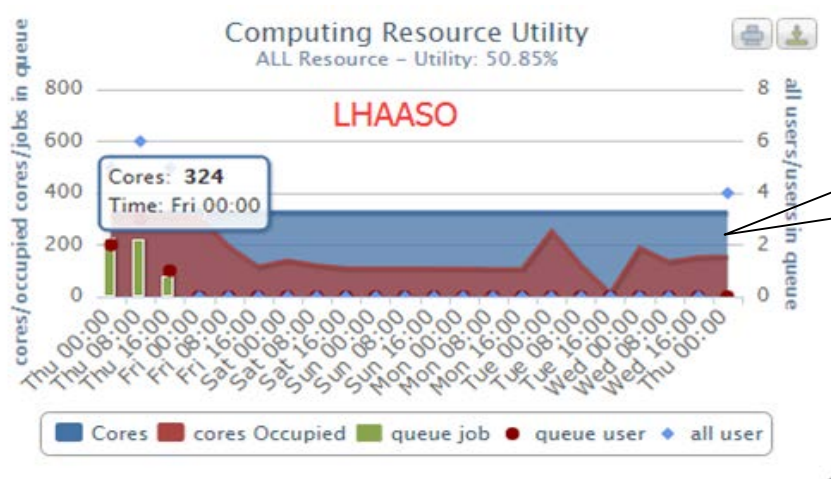 Computing Resource Utility
ALL Resource – Utility: 50.85%
LHAASO
cores/occupied cores/jobs in queue
800
600
400
200
0
8
6
4
2
0
all users/users in queue
Cores: 324
Time: Fri 00:00
Thu 00:00
Thu 08:00
Thu 16:00
Fri 00:00
Fri 08:00
Fri 16:00
Sat 00:00
Sat 08:00
Sat 16:00
Sun 00:00
Sun 08:00
Sun 16:00
Mon 00:00
Mon 08:00
Mon 16:00
Tue 00:00
Tue 08:00
Tue 16:00
Wed 00:00
Wed 08:00
Wed 16:00
Thu 00:00
Cores cores Occupied queue job queue user all user